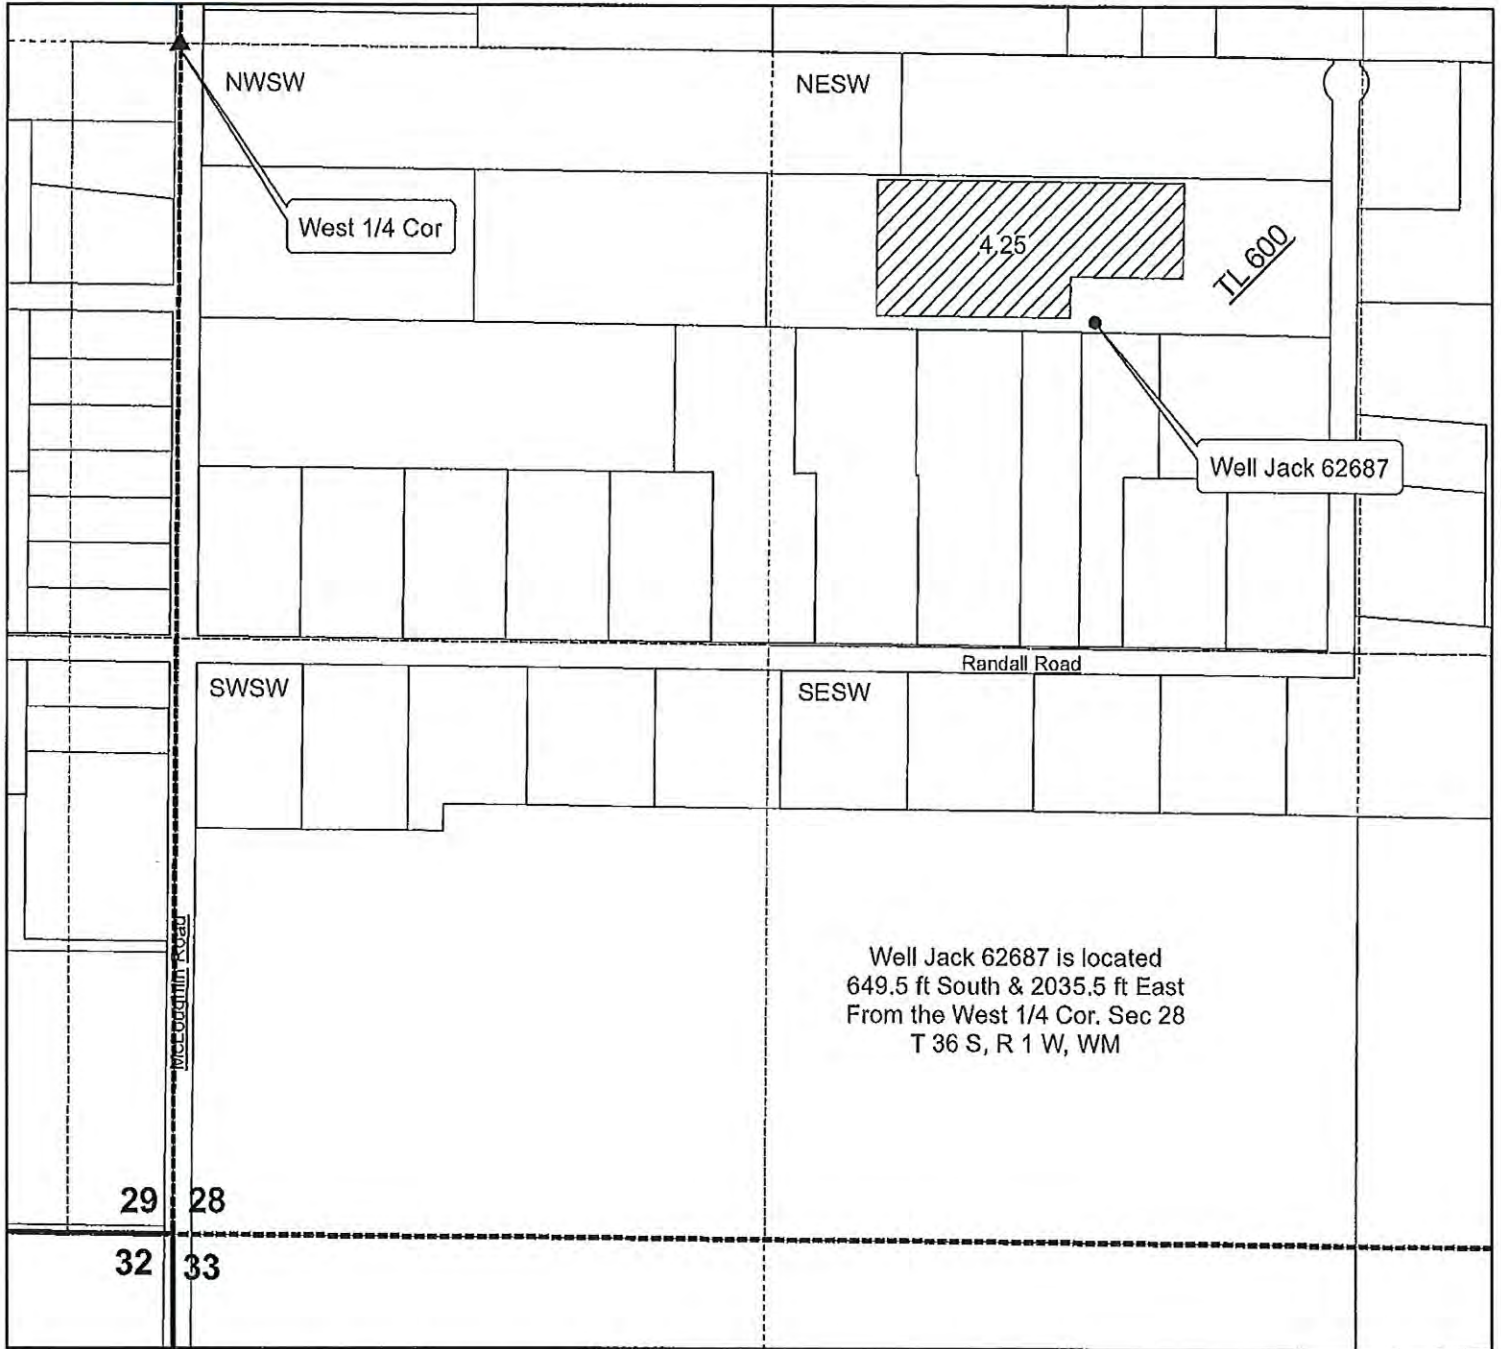 NWSW
NESW
West 1/4 Cor
4.25
TL 600
Well Jack 62687
Randall Road
SWSW
SESW
McLoughlin Road
Well Jack 62687 is located
649.5 ft South & 2035.5 ft East
From the West 1/4 Cor. Sec 28
T 36 S, R 1 W, WM
29 28
32 33